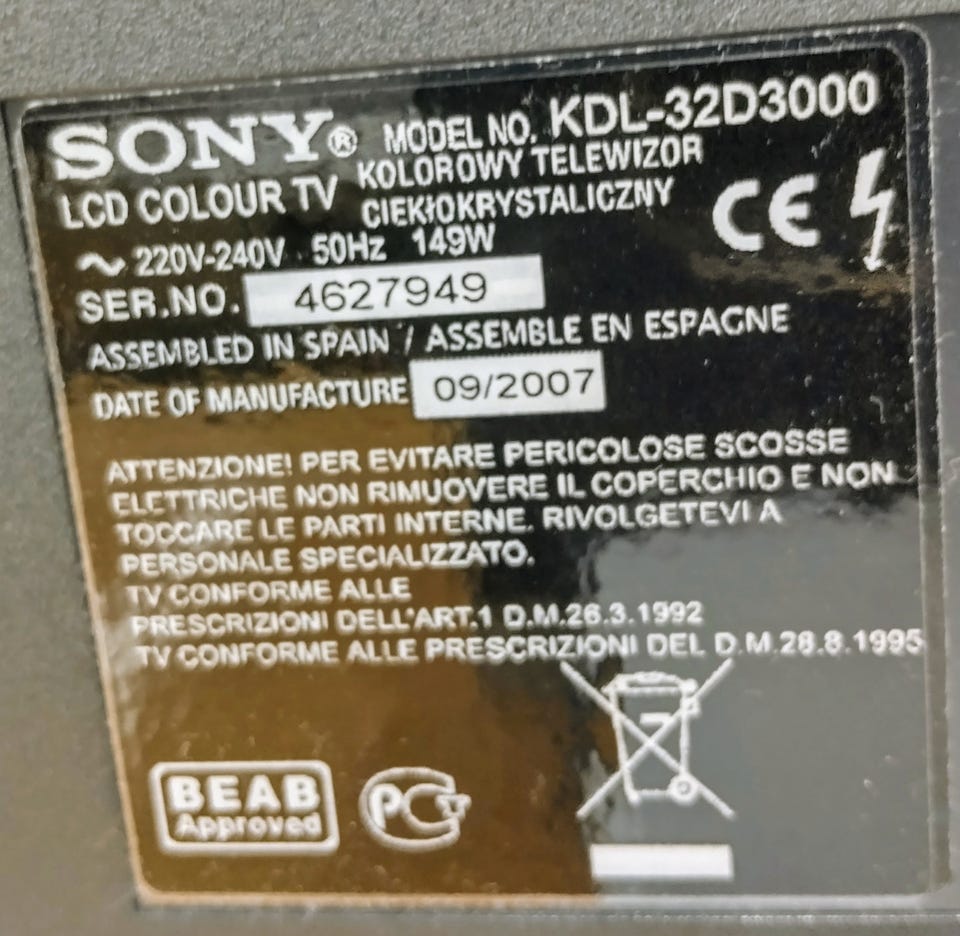 SONY® MODEL NO. KDL-32D3000
LCD COLOUR TV KOLOROWY TELEWIZOR
CIEKŁOKRYSTALICZNY
CE
~ 220V-240V 50Hz 149W
SER.NO. 4627949
ASSEMBLED IN SPAIN / ASSEMBLE EN ESPAGNE
DATE OF MANUFACTURE 09/2007
ATTENZIONE! PER EVITARE PERICOLOSE SCOSSE
ELETTRICHE NON RIMUOVERE IL COPERCHIO E NON
TOCCARE LE PARTI INTERNE. RIVOLGETEVI A
PERSONALE SPECIALIZZATO.
TV CONFORME ALLE
PRESCRIZIONI DELL'ART.1 D.M.26.3.1992
TV CONFORME ALLE PRESCRIZIONI DEL D.M.28.8.1995
BEAB
Approved
PCT